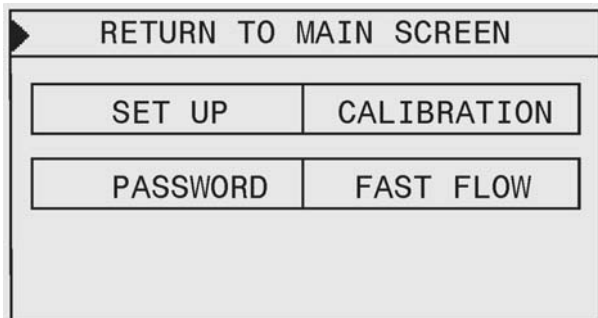 RETURN TO MAIN SCREEN
SET UP CALIBRATION
PASSWORD FAST FLOW